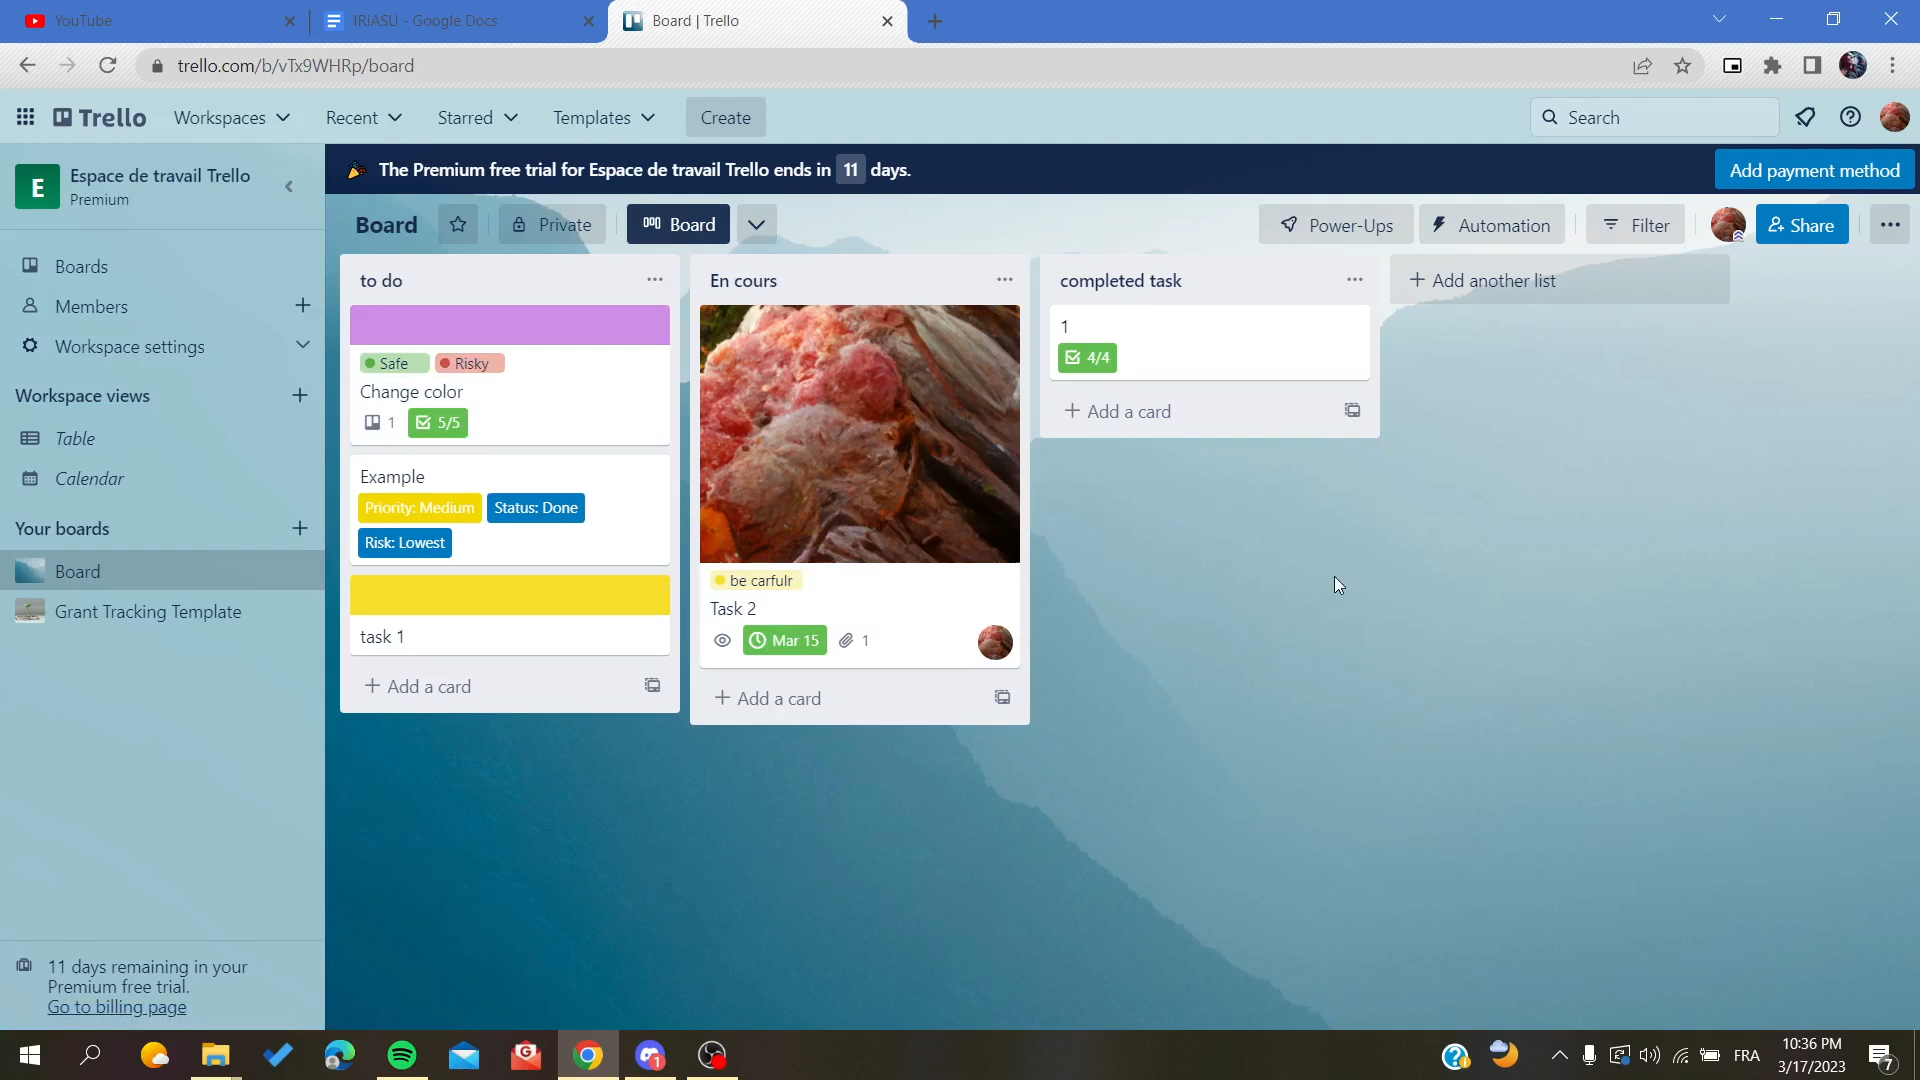 YouTube
IRIASU - Google Docs
Board | Trello
trello.com/b/vTx9WHRp/board
Trello
Workspaces
Recent
Starred
Templates
Create
Search
E
Espace de travail Trello
Premium
The Premium free trial for Espace de travail Trello ends in 11 days.
Add payment method
Board
Private
Board
Power-Ups
Automation
Filter
Share
Boards
Members
Workspace settings
Workspace views
Table
Calendar
Your boards
Board
Grant Tracking Template
11 days remaining in your
Premium free trial.
Go to billing page
to do
Safe
Risky
Change color
1
5/5
Example
Priority: Medium
Status: Done
Risk: Lowest
task 1
Add a card
En cours
be carfulr
Task 2
Mar 15
1
Add a card
completed task
1
4/4
Add a card
Add another list
1
FRA
10:36 PM
3/17/2023
7